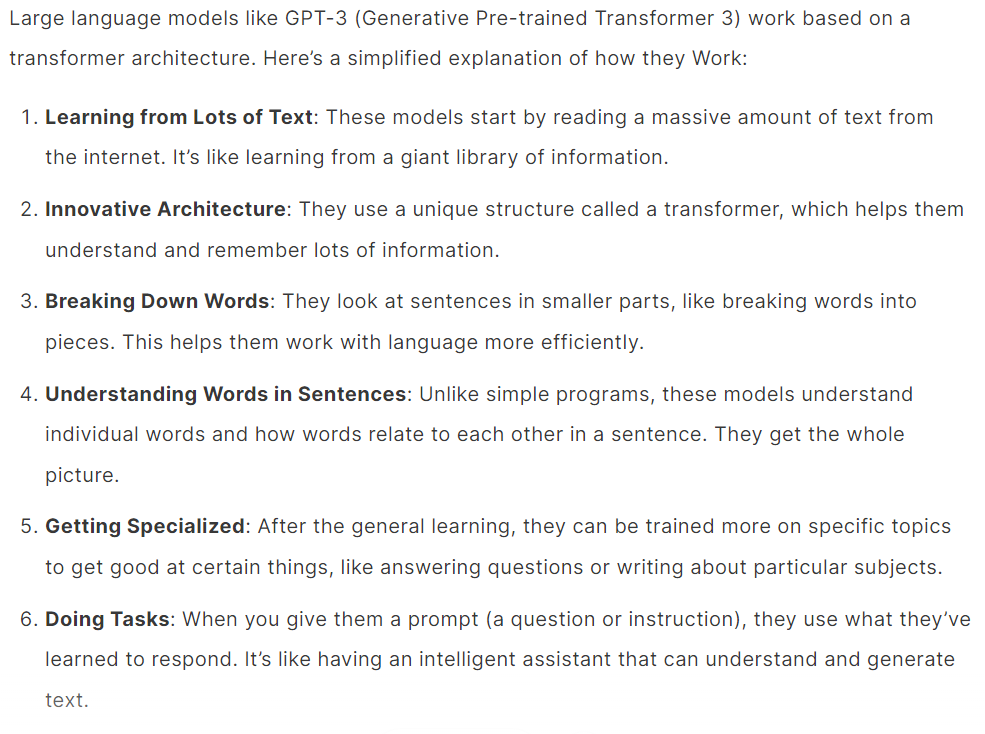 Large language models like GPT-3 (Generative Pre-trained Transformer 3) work based on a
transformer architecture. Here’s a simplified explanation of how they Work:
1. Learning from Lots of Text: These models start by reading a massive amount of text from
the internet. It’s like learning from a giant library of information.
2. Innovative Architecture: They use a unique structure called a transformer, which helps them
understand and remember lots of information.
3. Breaking Down Words: They look at sentences in smaller parts, like breaking words into
pieces. This helps them work with language more efficiently.
4. Understanding Words in Sentences: Unlike simple programs, these models understand
individual words and how words relate to each other in a sentence. They get the whole
picture.
5. Getting Specialized: After the general learning, they can be trained more on specific topics
to get good at certain things, like answering questions or writing about particular subjects.
6. Doing Tasks: When you give them a prompt (a question or instruction), they use what they’ve
learned to respond. It’s like having an intelligent assistant that can understand and generate
text.